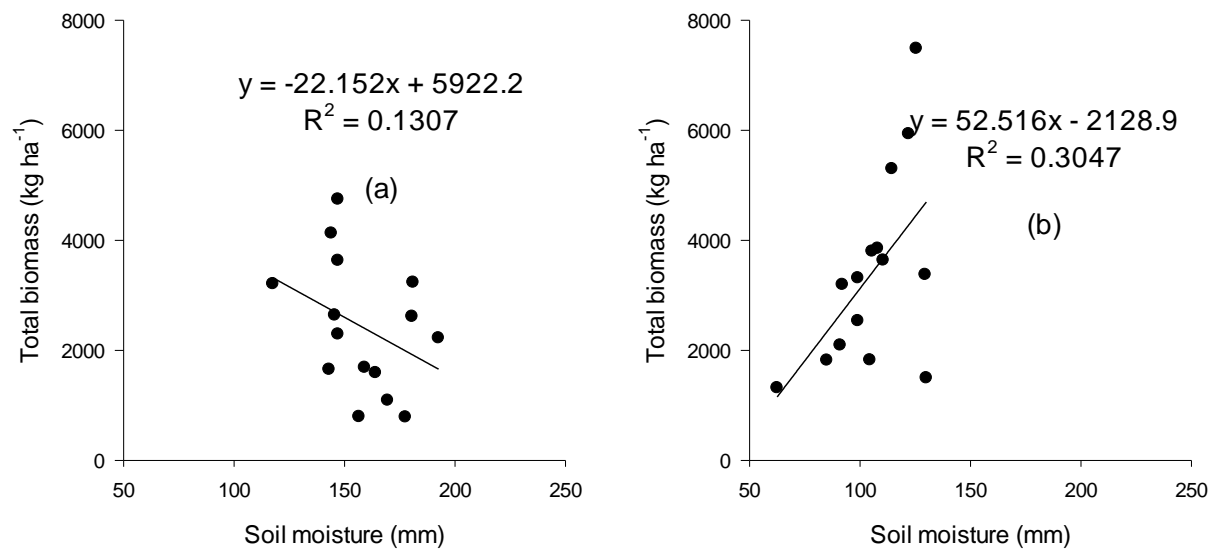 8000
6000
4000
2000
0
Total biomass (kg ha⁻¹)
y = -22.152x + 5922.2
R² = 0.1307
(a)
50 100 150 200 250
Soil moisture (mm)
8000
6000
4000
2000
0
Total biomass (kg ha⁻¹)
y = 52.516x - 2128.9
R² = 0.3047
(b)
50 100 150 200 250
Soil moisture (mm)